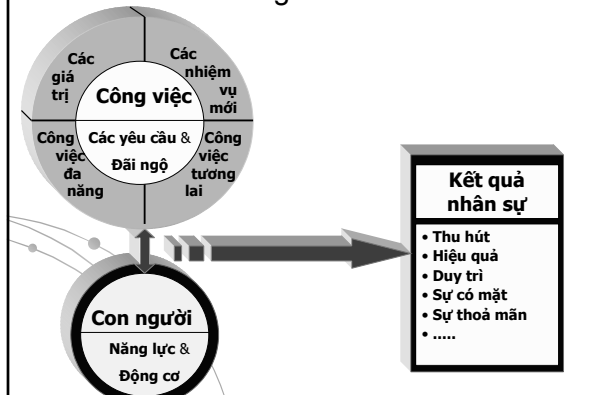 Các
giá
trị
Các
nhiệm
vụ
mới
Công việc
Các yêu cầu &
Đãi ngộ
Công
việc
đa
năng
Công
việc
tương
lai
Con người
Năng lực &
Động cơ
Kết quả
nhân sự
• Thu hút
• Hiệu quả
• Duy trì
• Sự có mặt
• Sự thoả mãn
• .....